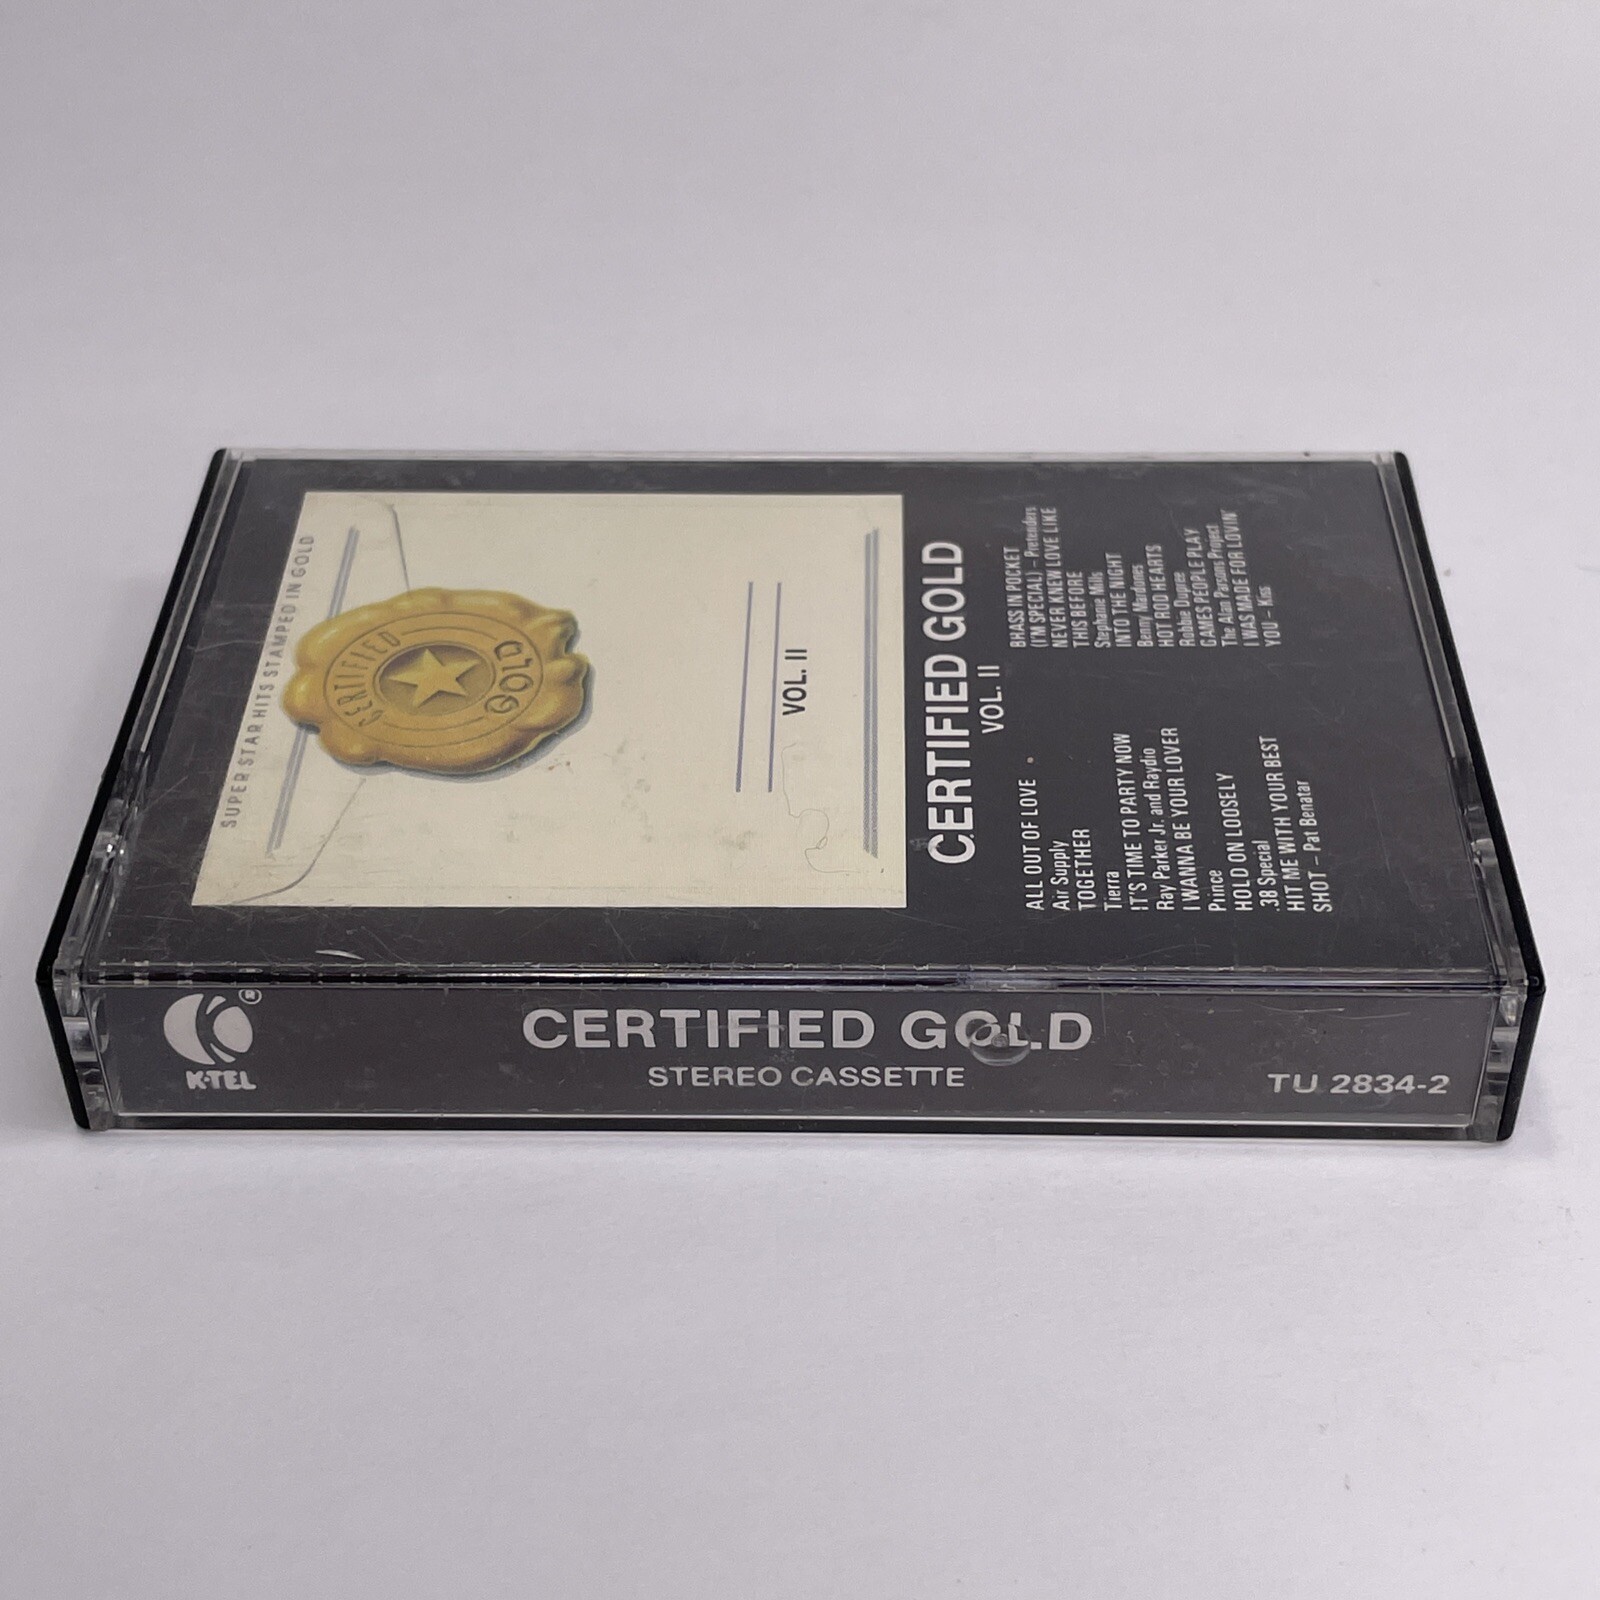 SUPER STAR HITS STAMPED IN GOLD
CERTIFIED
GOLD
VOL. II
CERTIFIED GOLD
VOL. II
ALL OUT OF LOVE
Air Supply
TOGETHER
Tierra
IT'S TIME TO PARTY NOW
Ray Parker Jr. and Raydio
I WANNA BE YOUR LOVER
Prince
HOLD ON LOOSELY
.38 Special
HIT ME WITH YOUR BEST
SHOT – Pat Benatar
BRASS IN POCKET
(I'M SPECIAL) – Pretenders
NEVER KNEW LOVE LIKE
THIS BEFORE
Stephanie Mills
INTO THE NIGHT
Benny Mardones
HOT ROD HEARTS
Robbie Dupree
GAMES PEOPLE PLAY
The Alan Parsons Project
I WAS MADE FOR LOVIN'
YOU – Kiss
®
K-TEL
CERTIFIED GOLD
STEREO CASSETTE
TU 2834-2